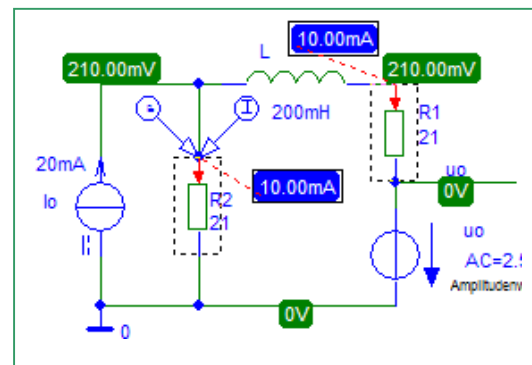 10.00mA
L
210.00mV
210.00mV
a
I
200mH
R1
21
20mA
Io
10.00mA
R2
21
uo
0V
uo
AC=2.5
Amplitudenw
0V
0